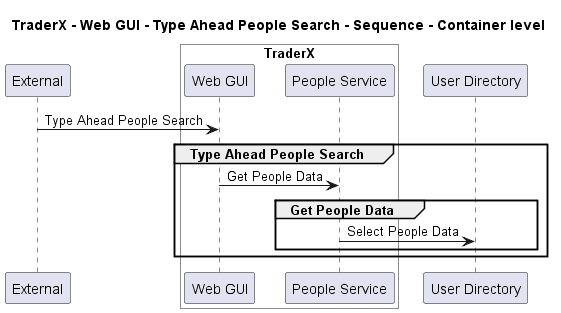 TraderX - Web GUI - Type Ahead People Search - Sequence - Container level
TraderX
External
Web GUI
People Service
User Directory
Type Ahead People Search
Type Ahead People Search
Get People Data
Get People Data
Select People Data
External
Web GUI
People Service
User Directory